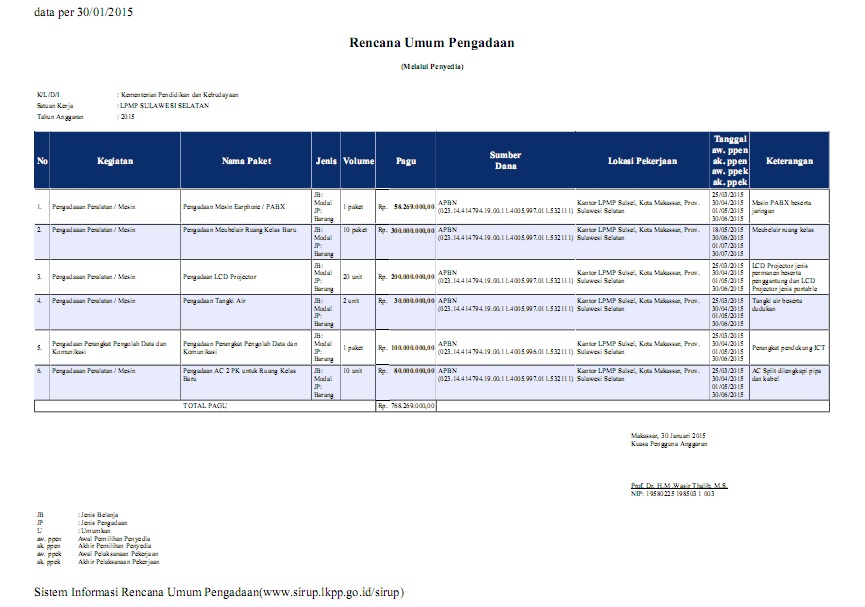 data per 30/01/2015
Rencana Umum Pengadaan
(Melalui Penyedia)
K/L/D/I : Kementerian Pendidikan dan Kebudayaan
Satuan Kerja : LPMP SULAWESI SELATAN
Tahun Anggaran : 2015
No Kegiatan Nama Paket Jenis Volume Pagu Sumber Dana Lokasi Pekerjaan Tanggal aw. ppen ak. ppen aw. ppek ak. ppek Keterangan
1. Pengadaaan Peralatan / Mesin Pengadaan Mesin Earphone / PABX JB: Modal JP: Barang 1 paket Rp. 58.269.000,00 APBN (023.14.414794.19.00.11.4005.997.011.532111) Kantor LPMP Sulsel, Kota Makassar, Prov. Sulawesi Selatan 25/03/2015 30/04/2015 01/05/2015 30/06/2015 Mesin PABX beserta jaringan
2. Pengadaaan Peralatan / Mesin Pengadaan Meubelair Ruang Kelas Baru JB: Modal JP: Barang 10 paket Rp. 300.000.000,00 APBN (023.14.414794.19.00.11.4005.997.011.532111) Kantor LPMP Sulsel, Kota Makassar, Prov. Sulawesi Selatan 18/05/2015 30/06/2015 01/07/2015 30/07/2015 Meubelair ruang kelas
3. Pengadaaan Peralatan / Mesin Pengadaan LCD Projector JB: Modal JP: Barang 20 unit Rp. 200.000.000,00 APBN (023.14.414794.19.00.11.4005.997.011.532111) Kantor LPMP Sulsel, Kota Makassar, Prov. Sulawesi Selatan 25/03/2015 30/04/2015 01/05/2015 30/06/2015 LCD Projector jenis permanen beserta penggantung dan LCD Projector jenis portable
4. Pengadaaan Peralatan / Mesin Pengadaan Tangki Air JB: Modal JP: Barang 2 unit Rp. 30.000.000,00 APBN (023.14.414794.19.00.11.4005.997.011.532111) Kantor LPMP Sulsel, Kota Makassar, Prov. Sulawesi Selatan 25/03/2015 30/04/2015 01/05/2015 30/06/2015 Tangki air beserta dudukan
5. Pengadaan Perangkat Pengolah Data dan Komunikasi Pengadaan Perangkat Pengolah Data dan Komunikasi JB: Modal JP: Barang 1 paket Rp. 100.000.000,00 APBN (023.14.414794.19.00.11.4005.996.011.532111) Kantor LPMP Sulsel, Kota Makassar, Prov. Sulawesi Selatan 25/03/2015 30/04/2015 01/05/2015 30/06/2015 Perangkat pendukung ICT
6. Pengadaaan Peralatan / Mesin Pengadaan AC 2 PK untuk Ruang Kelas Baru JB: Modal JP: Barang 10 unit Rp. 80.000.000,00 APBN (023.14.414794.19.00.11.4005.997.011.532111) Kantor LPMP Sulsel, Kota Makassar, Prov. Sulawesi Selatan 25/03/2015 30/04/2015 01/05/2015 30/06/2015 AC Split dilengkapi pipa dan kabel
TOTAL PAGU Rp. 768.269.000,00
Makassar, 30 Januari 2015
Kuasa Pengguna Anggaran
Prof. Dr. H.M. Wasir Thalib, M.S.
NIP: 19580225 198503 1 003
JB : Jenis Belanja
JP : Jenis Pengadaan
U : Umumkan
aw. ppen Awal Pemilihan Penyedia
ak. ppen Akhir Pemilihan Penyedia
aw. ppek Awal Pelaksanaan Pekerjaan
ak. ppek Akhir Pelaksanaan Pekerjaan
Sistem Informasi Rencana Umum Pengadaan(www.sirup.lkpp.go.id/sirup)